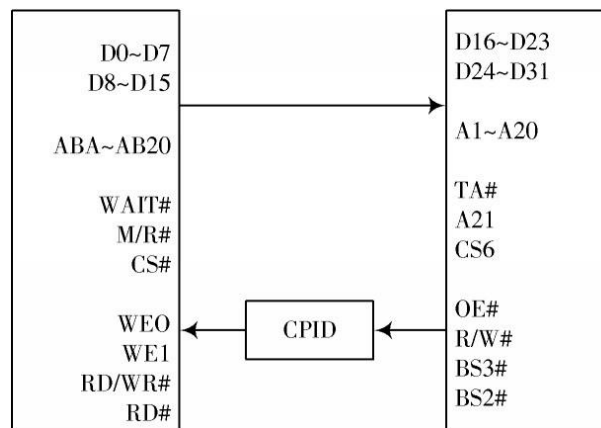 D0~D7
D8~D15
ABA~AB20
WAIT#
M/R#
CS#
WEO
WE1
RD/WR#
RD#
CPID
D16~D23
D24~D31
A1~A20
TA#
A21
CS6
OE#
R/W#
BS3#
BS2#